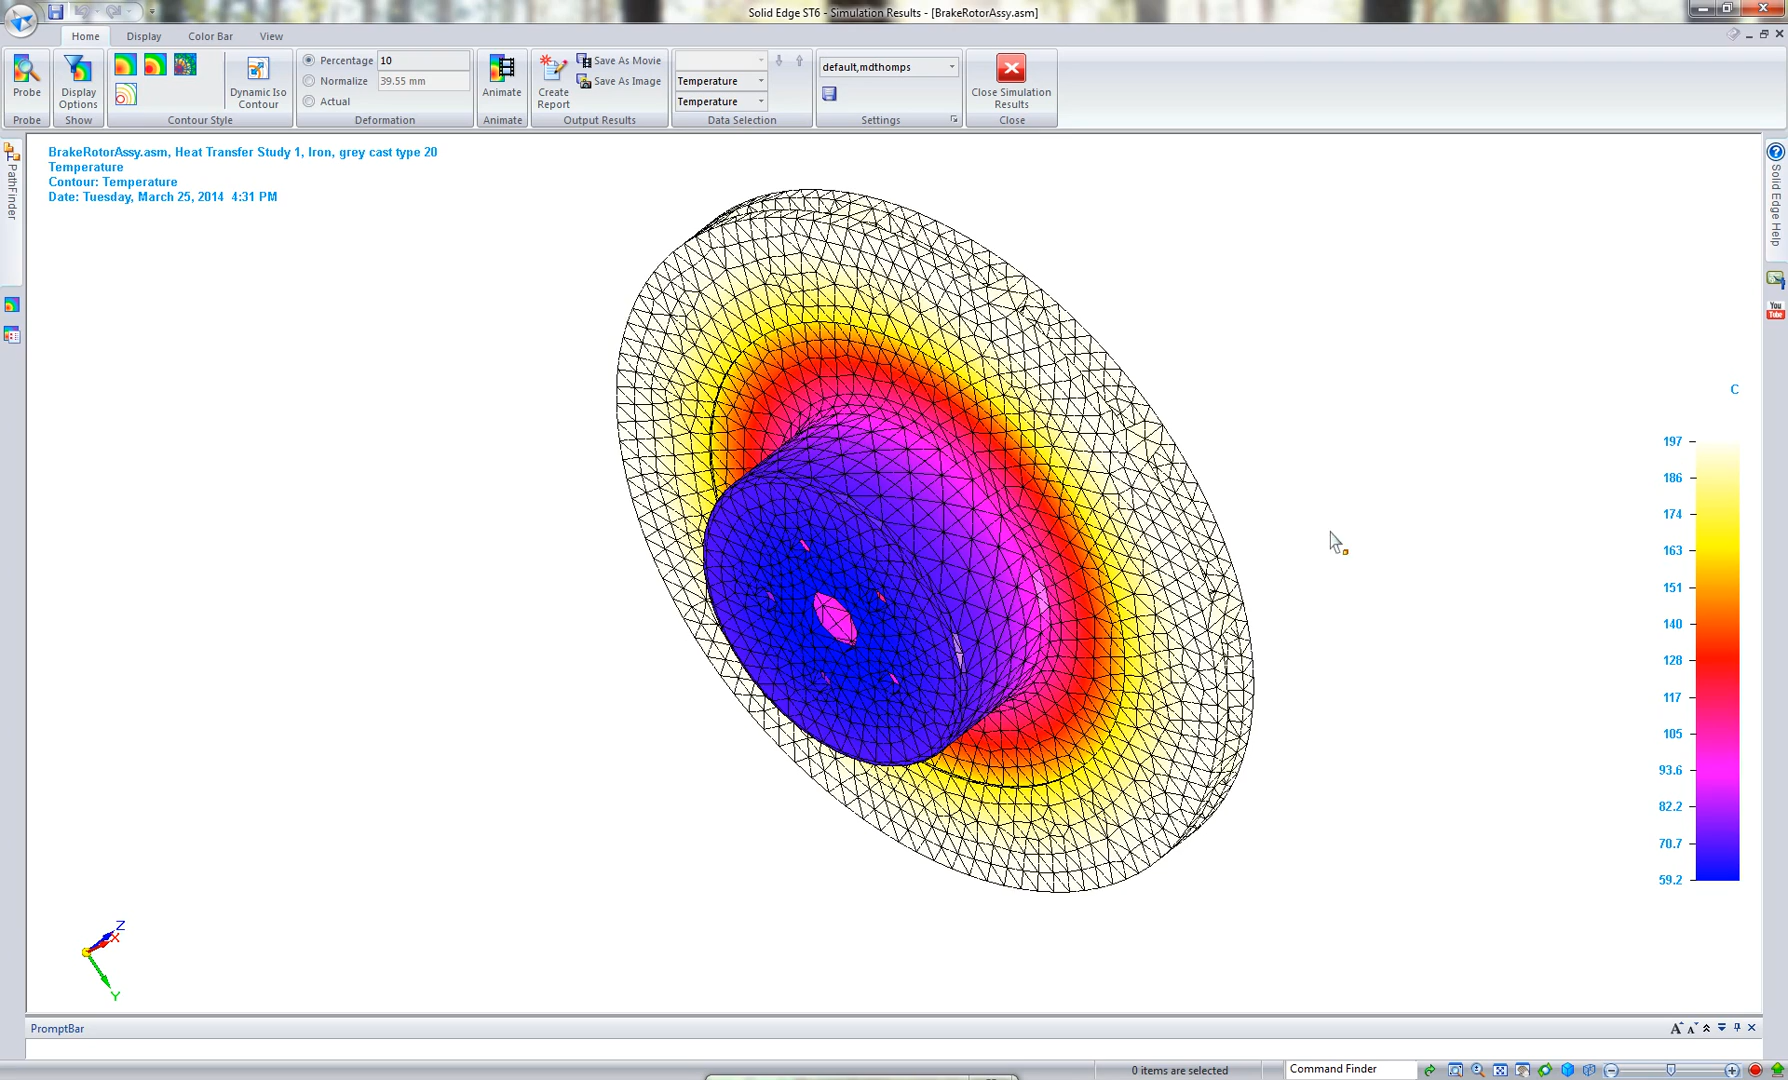 Solid Edge ST6 - Simulation Results - [BrakeRotorAssy.asm]
Home
Display
Color Bar
View
Probe
Display Options
Dynamic Iso Contour
Percentage 10
Normalize 39.55 mm
Actual
Animate
Create Report
Save As Movie
Save As Image
Temperature
Temperature
default,mdthomps
Close Simulation Results
Probe
Show
Contour Style
Deformation
Animate
Output Results
Data Selection
Settings
Close
PathFinder
Solid Edge Help
You
Tube
BrakeRotorAssy.asm, Heat Transfer Study 1, Iron, grey cast type 20
Temperature
Contour: Temperature
Date: Tuesday, March 25, 2014 4:31 PM
C
197
186
174
163
151
140
128
117
105
93.6
82.2
70.7
59.2
Z
X
Y
PromptBar
A A
0 items are selected
Command Finder